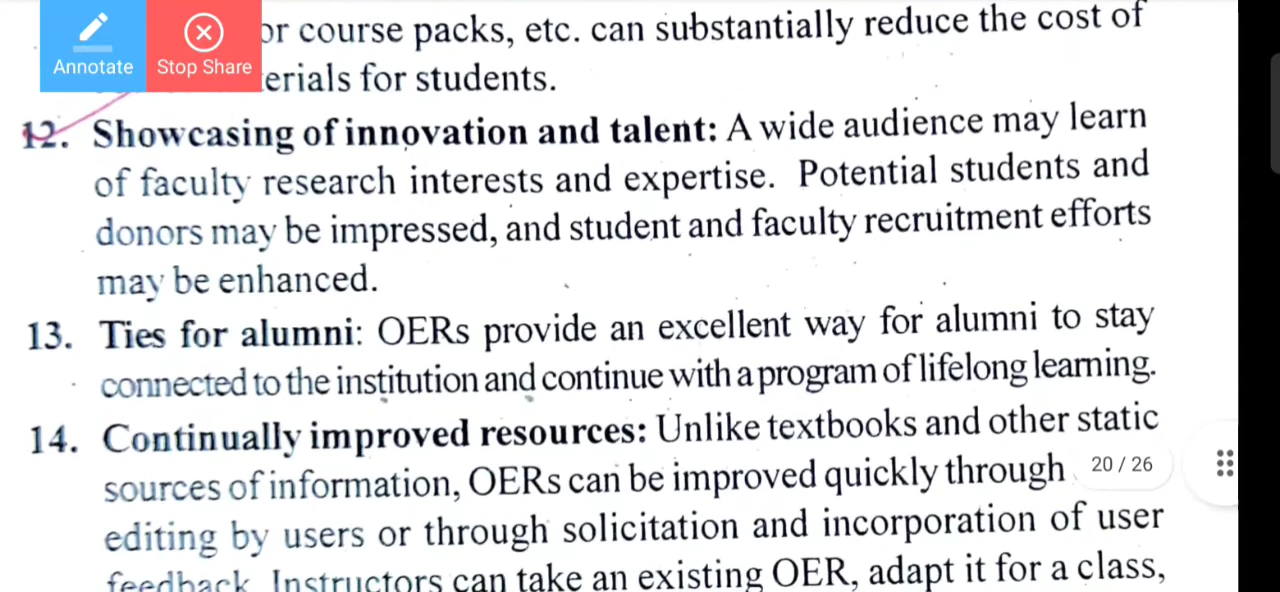 or course packs, etc. can substantially reduce the cost of
Annotate Stop Share erials for students.
12. Showcasing of innovation and talent: A wide audience may learn
of faculty research interests and expertise. Potential students and
donors may be impressed, and student and faculty recruitment efforts
may be enhanced.
13. Ties for alumni: OERs provide an excellent way for alumni to stay
connected to the institution and continue with a program of lifelong learning.
14. Continually improved resources: Unlike textbooks and other static
sources of information, OERs can be improved quickly through
20 / 26
editing by users or through solicitation and incorporation of user
feedback. Instructors can take an existing OER, adapt it for a class,